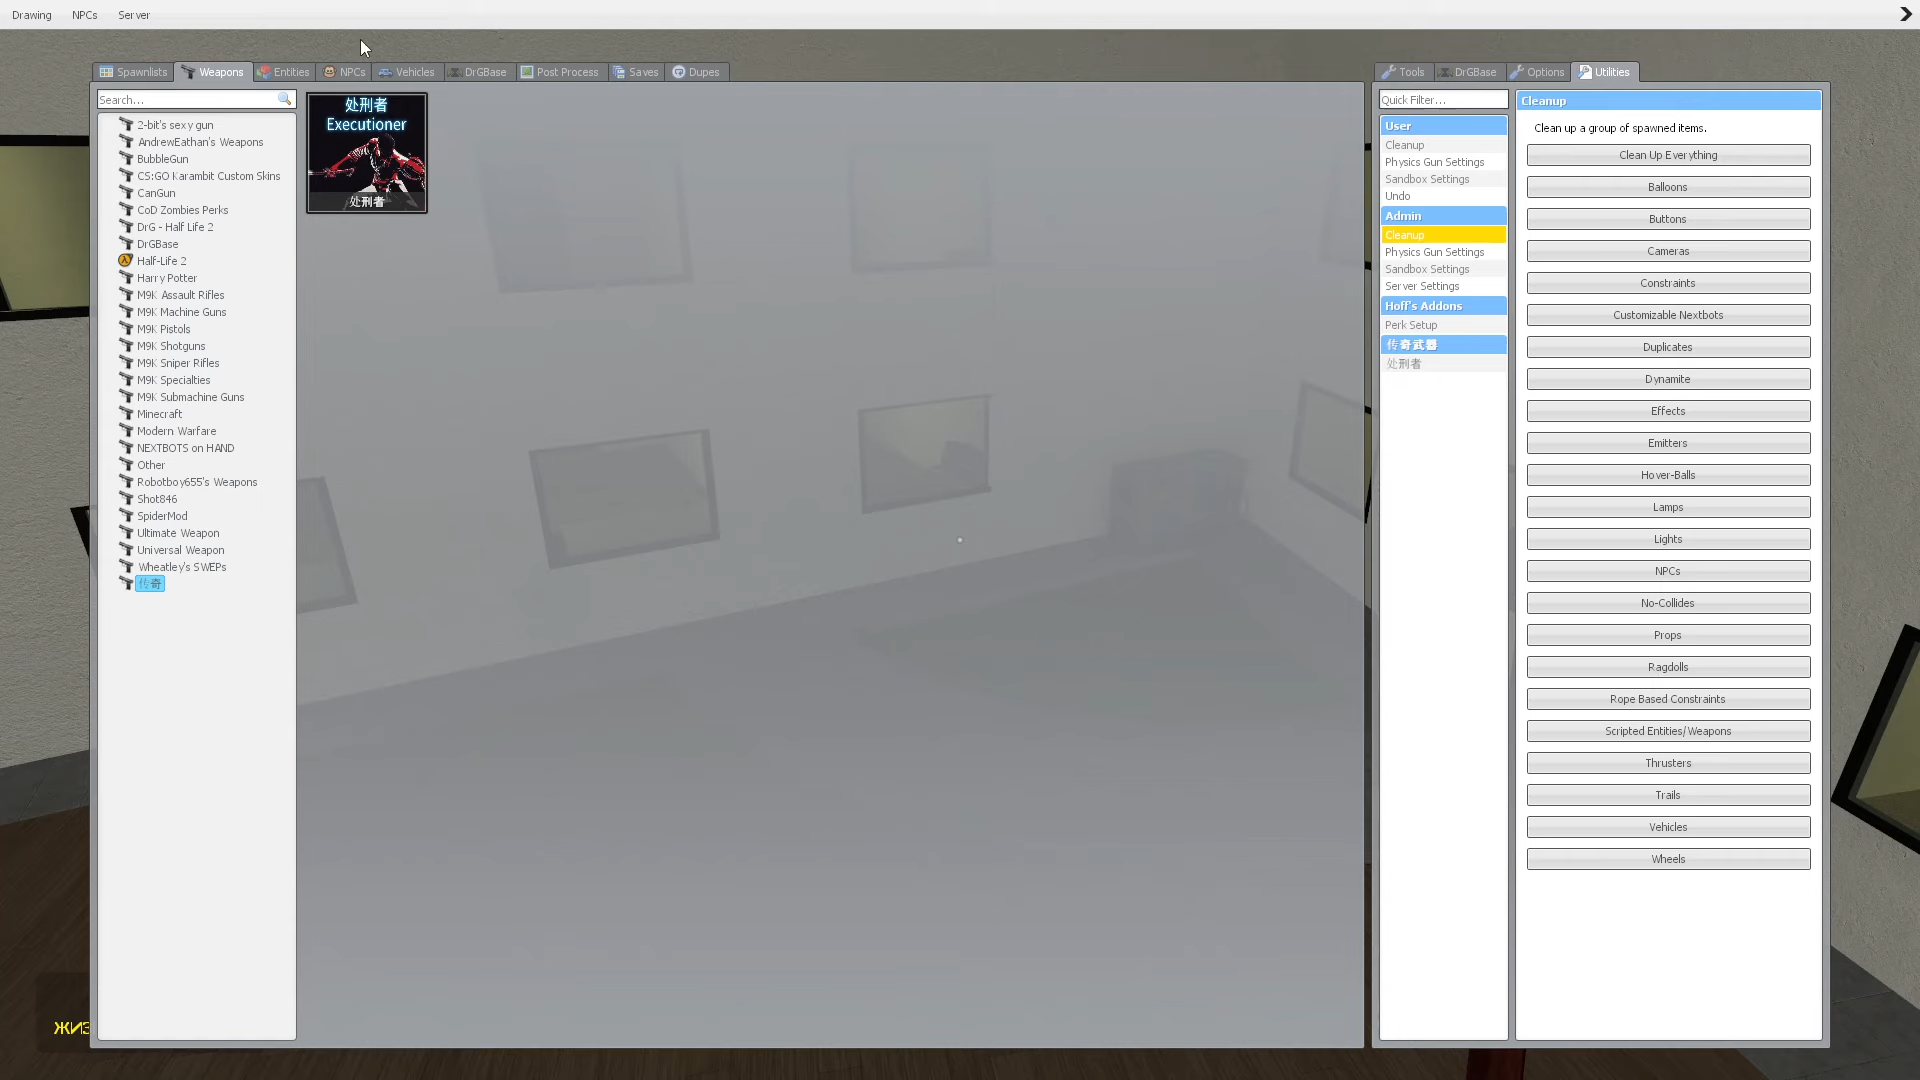 Drawing NPCs Server
Spawnlists Weapons Entities NPCs Vehicles DrGBase Post Process Saves Dupes
Search...
2-bit's sexy gun
AndrewEathan's Weapons
BubbleGun
CS:GO Karambit Custom Skins
CanGun
CoD Zombies Perks
DrG - Half Life 2
DrGBase
Half-Life 2
Harry Potter
M9K Assault Rifles
M9K Machine Guns
M9K Pistols
M9K Shotguns
M9K Sniper Rifles
M9K Specialties
M9K Submachine Guns
Minecraft
Modern Warfare
NEXTBOTS on HAND
Other
Robotboy655's Weapons
Shot846
SpiderMod
Ultimate Weapon
Universal Weapon
Wheatley's SWEPs
传奇
处刑者
Executioner
处刑者
Tools DrGBase Options Utilities
Quick Filter...
User
Cleanup
Physics Gun Settings
Sandbox Settings
Undo
Admin
Cleanup
Physics Gun Settings
Sandbox Settings
Server Settings
Hoff's Addons
Perk Setup
传奇武器
处刑者
Cleanup
Clean up a group of spawned items.
Clean Up Everything
Balloons
Buttons
Cameras
Constraints
Customizable Nextbots
Duplicates
Dynamite
Effects
Emitters
Hover-Balls
Lamps
Lights
NPCs
No-Collides
Props
Ragdolls
Rope Based Constraints
Scripted Entities/Weapons
Thrusters
Trails
Vehicles
Wheels
ЖИЗ